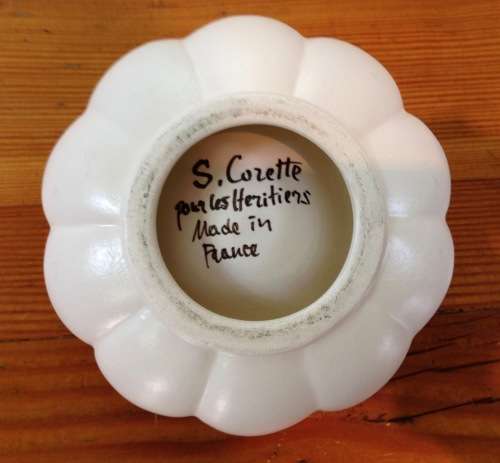 S. Corette
pour les Heritiers
Made in
France